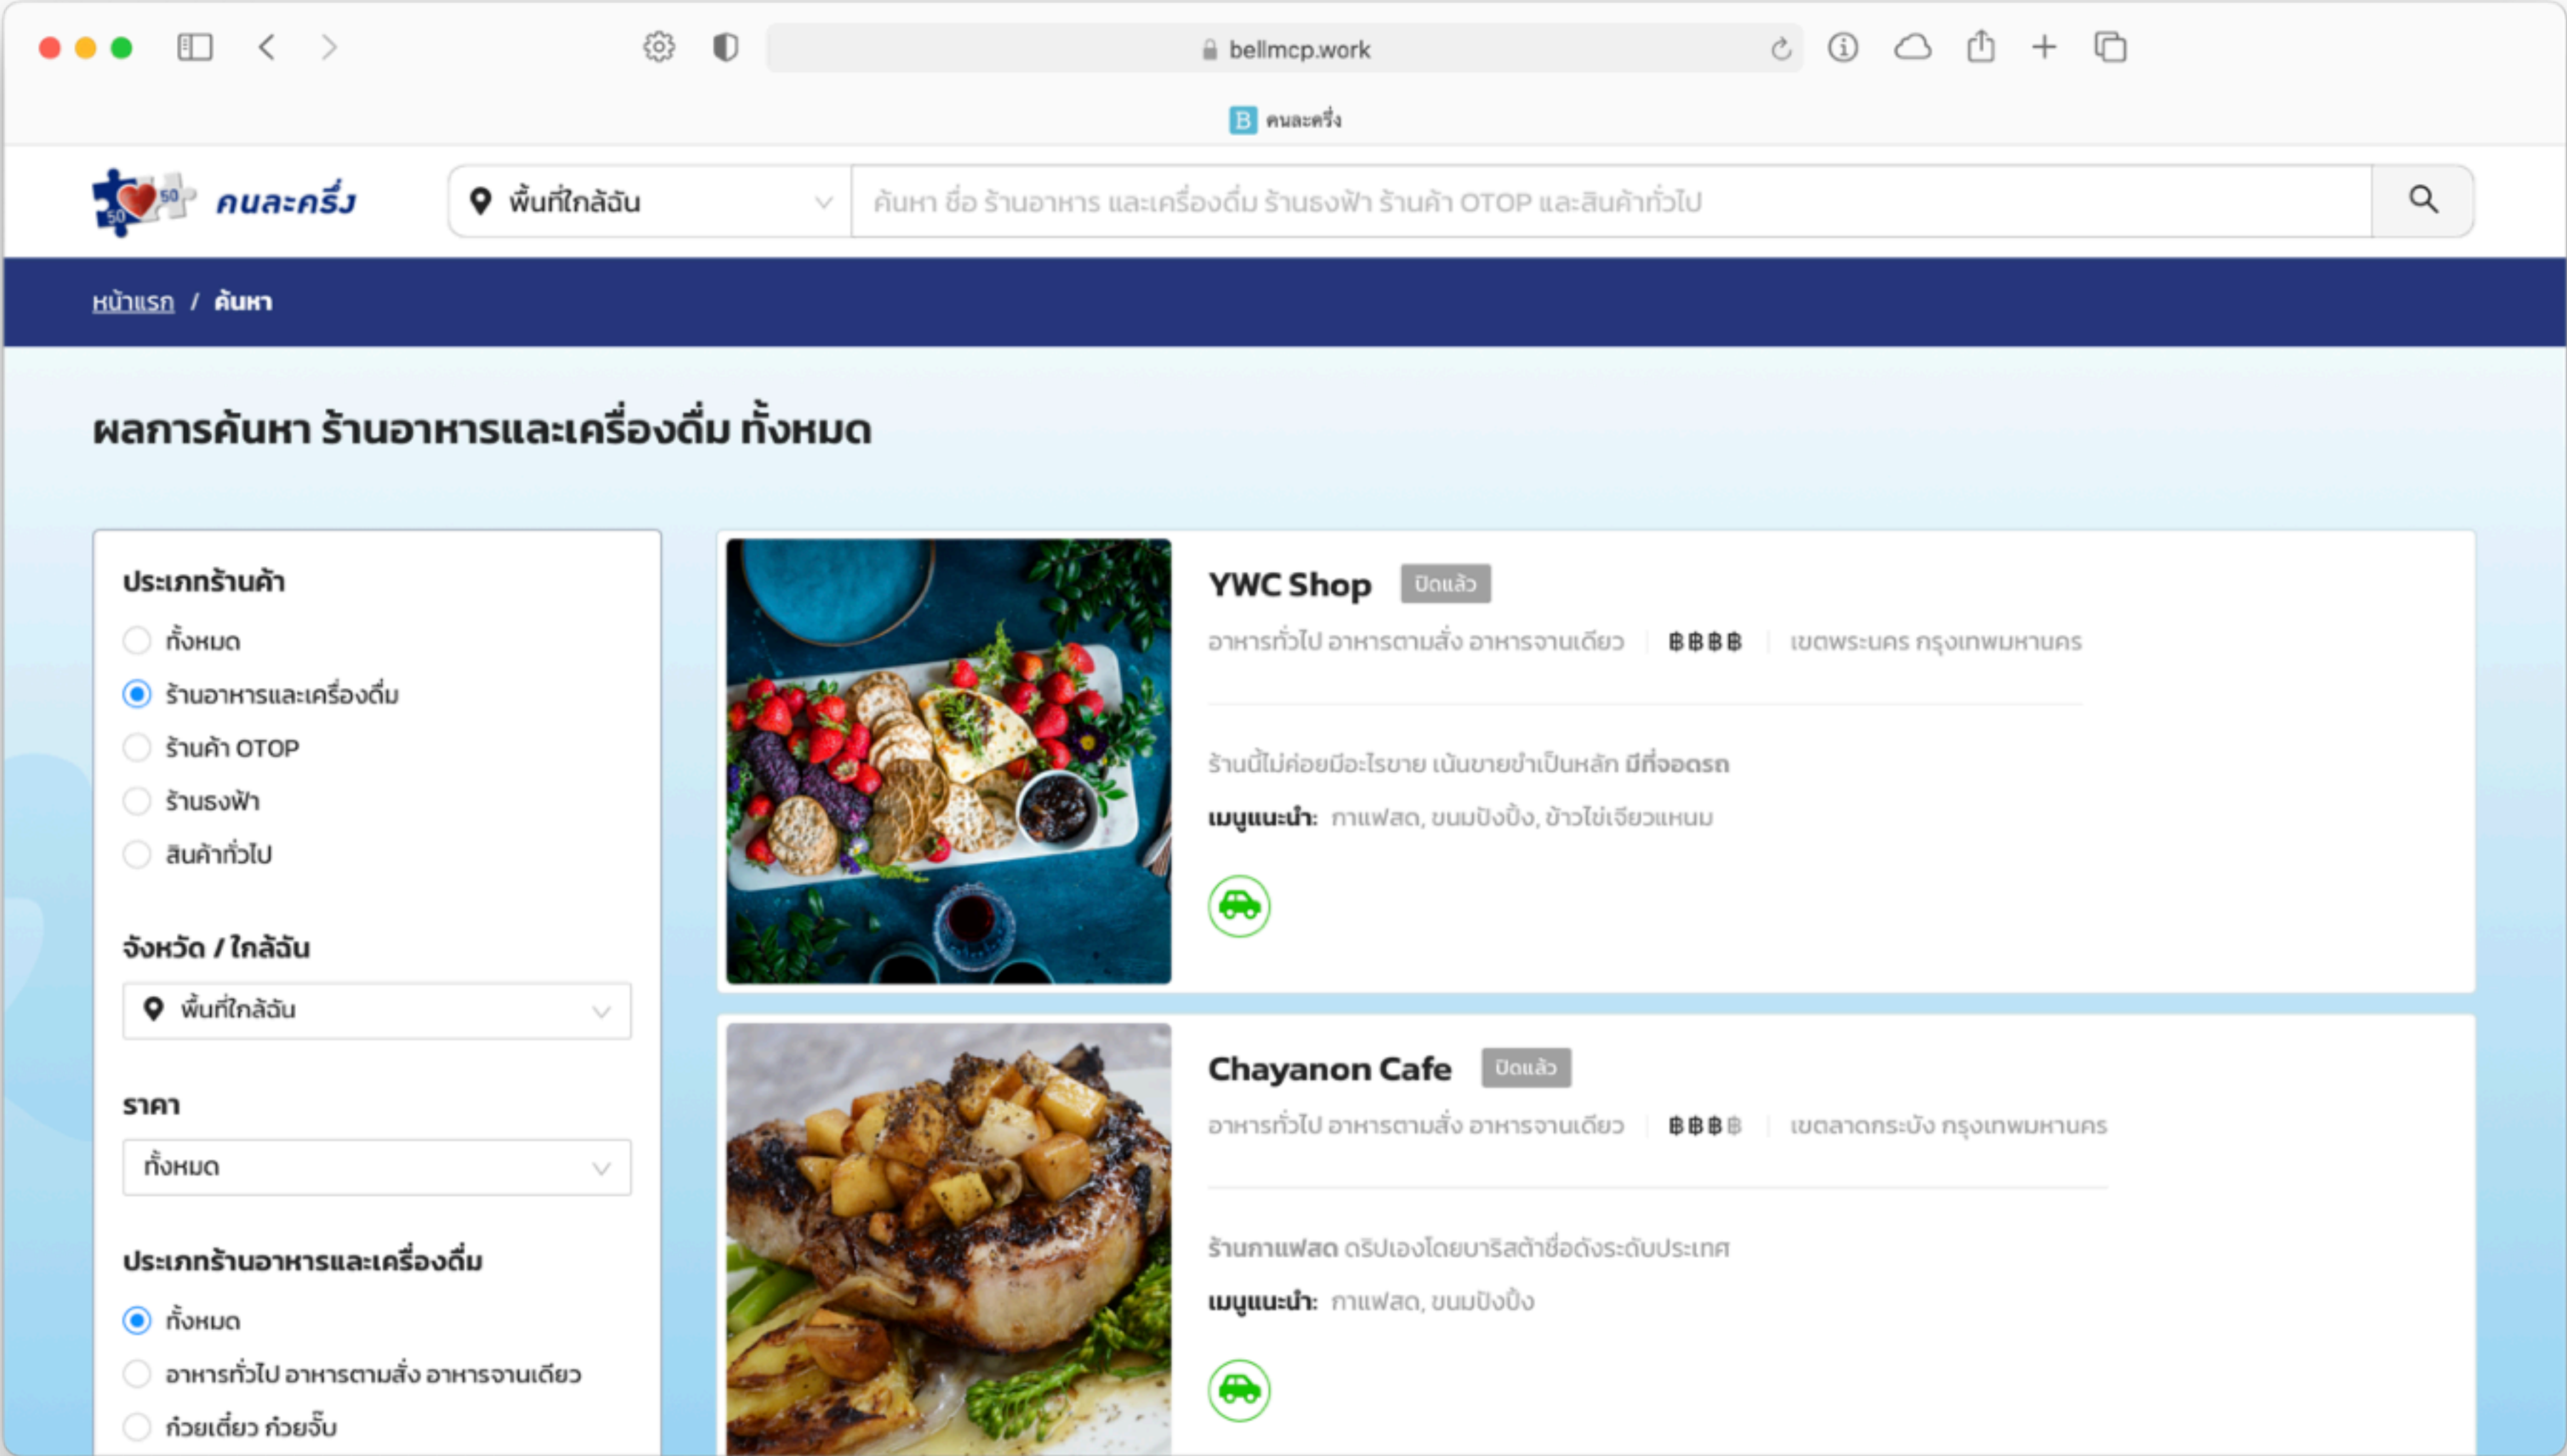 bellmcp.work
B คนละครึ่ง
50 50 คนละครึ่ง
พื้นที่ใกล้ฉัน
ค้นหา ชื่อ ร้านอาหาร และเครื่องดื่ม ร้านธงฟ้า ร้านค้า OTOP และสินค้าทั่วไป
หน้าแรก / ค้นหา
ผลการค้นหา ร้านอาหารและเครื่องดื่ม ทั้งหมด
ประเภทร้านค้า
ทั้งหมด
ร้านอาหารและเครื่องดื่ม
ร้านค้า OTOP
ร้านธงฟ้า
สินค้าทั่วไป
จังหวัด / ใกล้ฉัน
พื้นที่ใกล้ฉัน
ราคา
ทั้งหมด
ประเภทร้านอาหารและเครื่องดื่ม
ทั้งหมด
อาหารทั่วไป อาหารตามสั่ง อาหารจานเดียว
ก๋วยเตี๋ยว ก๋วยจั๊บ
YWC Shop ปิดแล้ว
อาหารทั่วไป อาหารตามสั่ง อาหารจานเดียว ฿฿฿฿ เขตพระนคร กรุงเทพมหานคร
ร้านนี้ไม่ค่อยมีอะไรขาย เน้นขายขำเป็นหลัก มีที่จอดรถ
เมนูแนะนำ: กาแฟสด, ขนมปังปิ้ง, ข้าวไข่เจียวแหนม
Chayanon Cafe ปิดแล้ว
อาหารทั่วไป อาหารตามสั่ง อาหารจานเดียว ฿฿฿฿ เขตลาดกระบัง กรุงเทพมหานคร
ร้านกาแฟสด ดริปเองโดยบาริสต้าชื่อดังระดับประเทศ
เมนูแนะนำ: กาแฟสด, ขนมปังปิ้ง